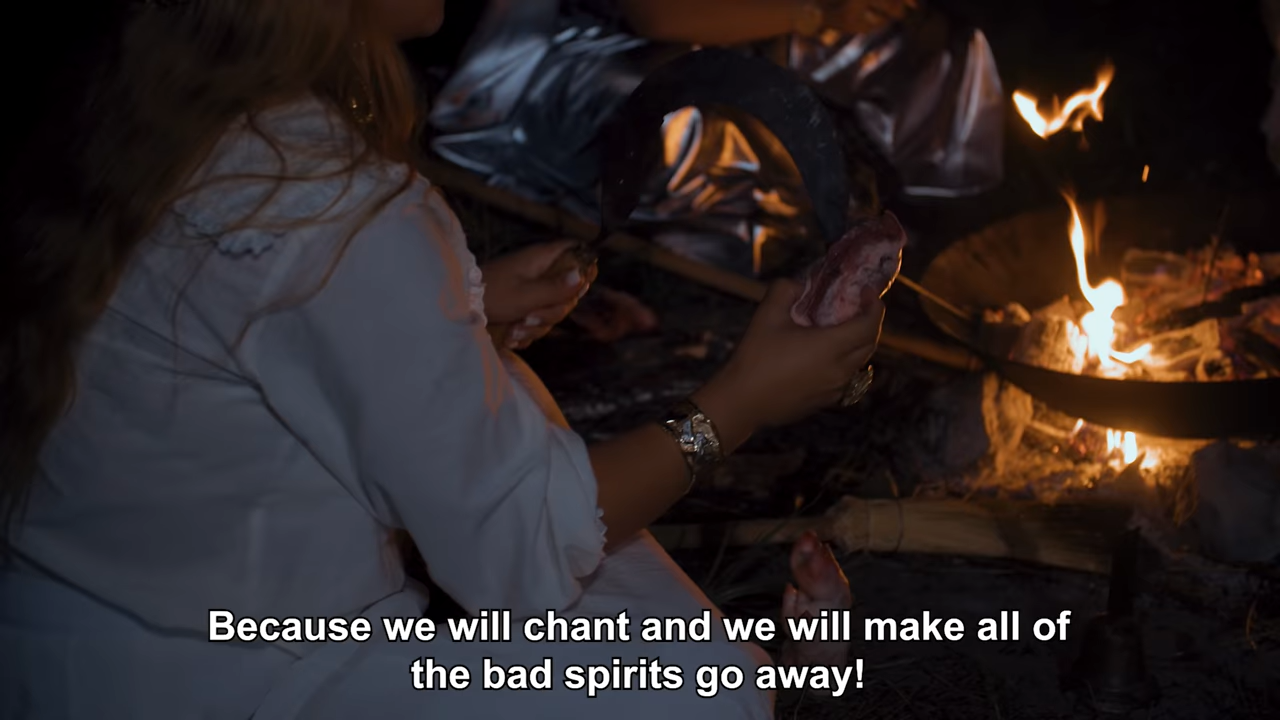 Because we will chant and we will make all of
the bad spirits go away!